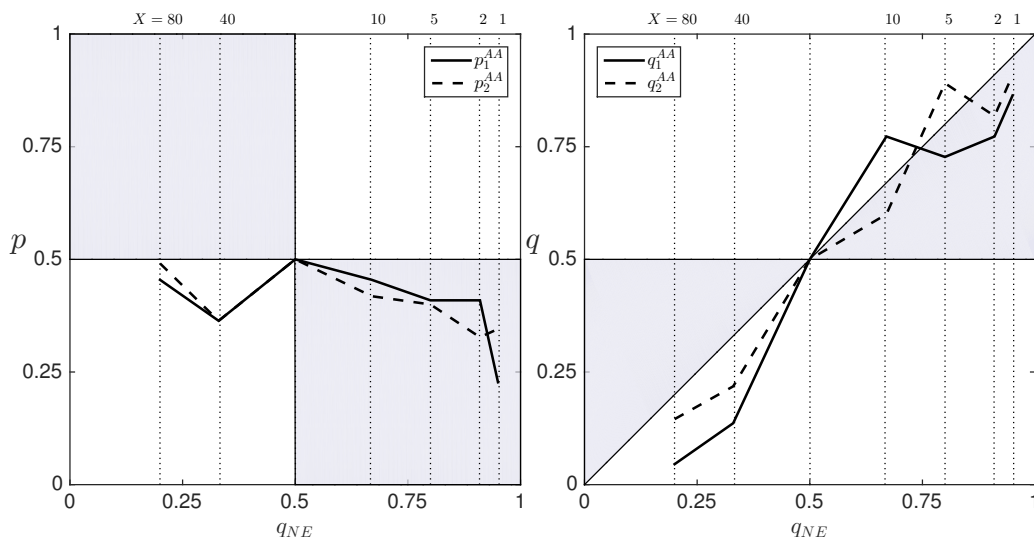 X = 80 40 10 5 2 1
1
0.75
p 0.5
0.25
0
0 0.25 0.5 0.75 1
q_{NE}
p_1^{AA}
p_2^{AA}
X = 80 40 10 5 2 1
1
0.75
q 0.5
0.25
0
0 0.25 0.5 0.75 1
q_{NE}
q_1^{AA}
q_2^{AA}